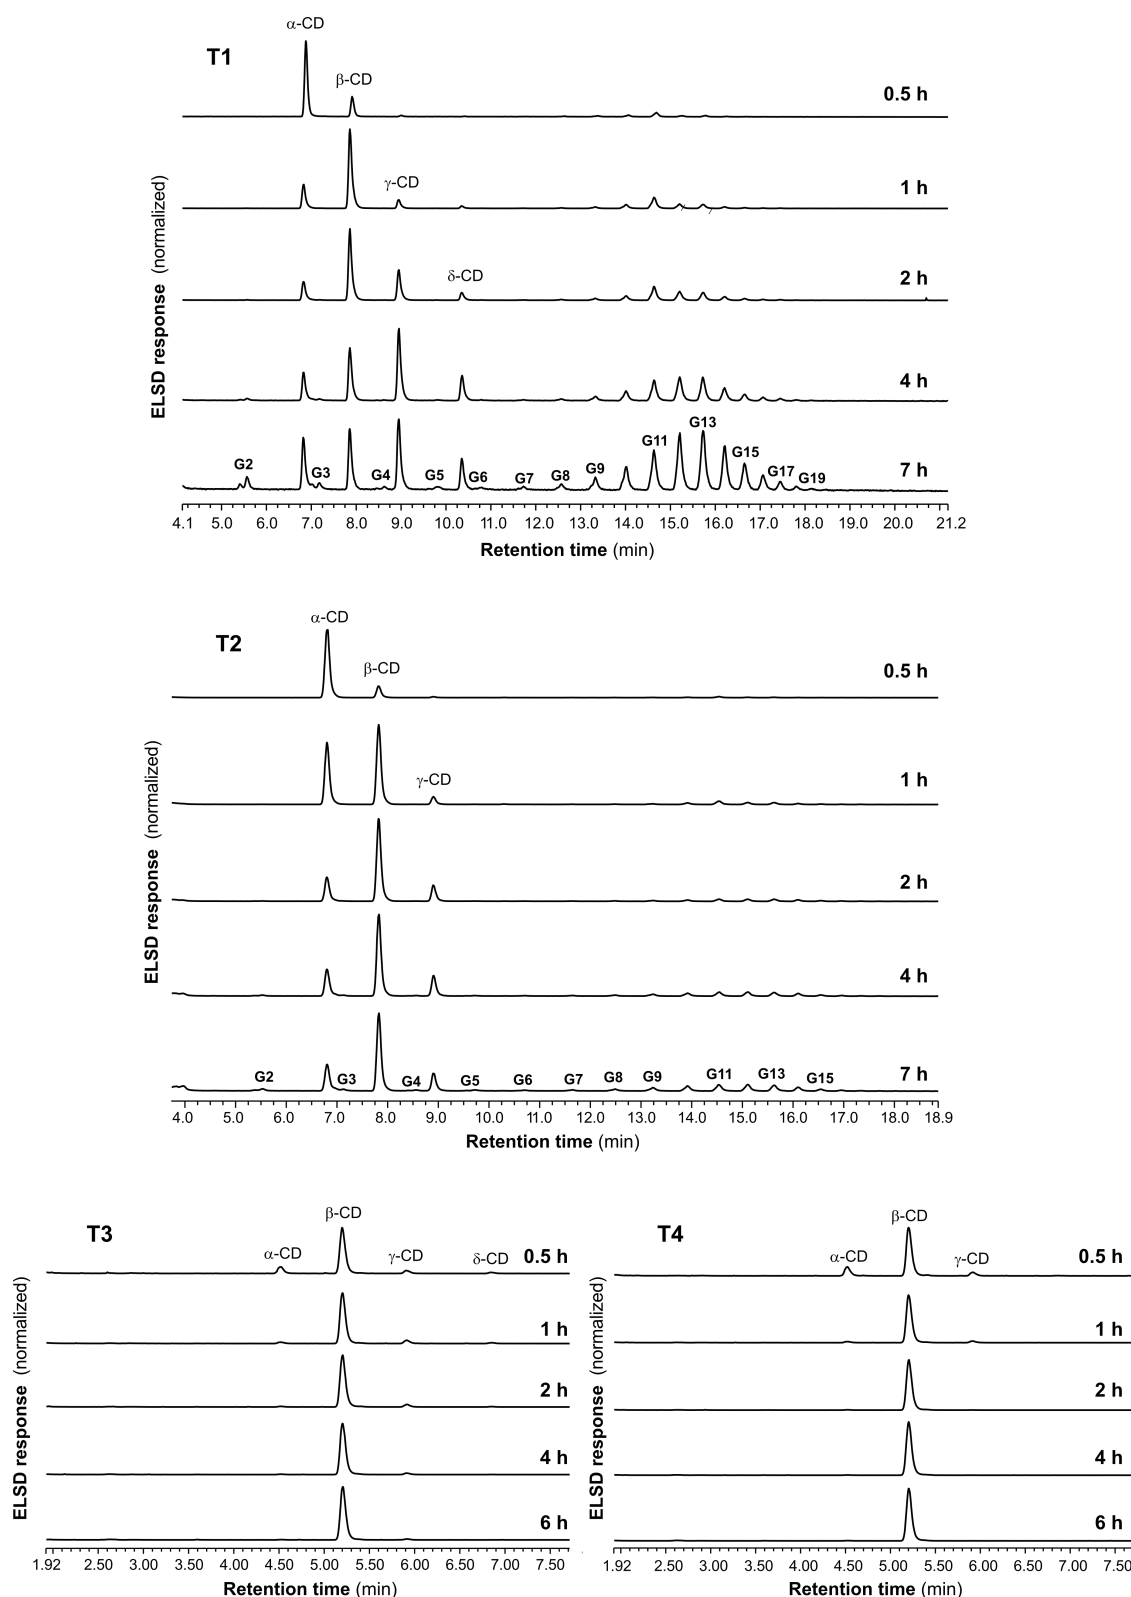 α-CD
T1
β-CD
0.5 h
γ-CD
1 h
δ-CD
2 h
4 h
G2
G3
G4
G5
G6
G7
G8
G9
G11
G13
G15
G17
G19
7 h
ELSD response (normalized)
4.1 5.0 6.0 7.0 8.0 9.0 10.0 11.0 12.0 13.0 14.0 15.0 16.0 17.0 18.0 19.0 20.0 21.2
Retention time (min)
α-CD
T2
β-CD
0.5 h
γ-CD
1 h
2 h
4 h
G2
G3
G4
G5
G6
G7
G8
G9
G11
G13
G15
7 h
ELSD response (normalized)
4.0 5.0 6.0 7.0 8.0 9.0 10.0 11.0 12.0 13.0 14.0 15.0 16.0 17.0 18.0 18.9
Retention time (min)
T3
α-CD
β-CD
γ-CD
δ-CD
0.5 h
1 h
2 h
4 h
6 h
ELSD response (normalized)
1.92 2.50 3.00 3.50 4.00 4.50 5.00 5.50 6.00 6.50 7.00 7.50
Retention time (min)
T4
α-CD
β-CD
γ-CD
0.5 h
1 h
2 h
4 h
6 h
ELSD response (normalized)
1.92 2.50 3.00 3.50 4.00 4.50 5.00 5.50 6.00 6.50 7.00 7.50
Retention time (min)